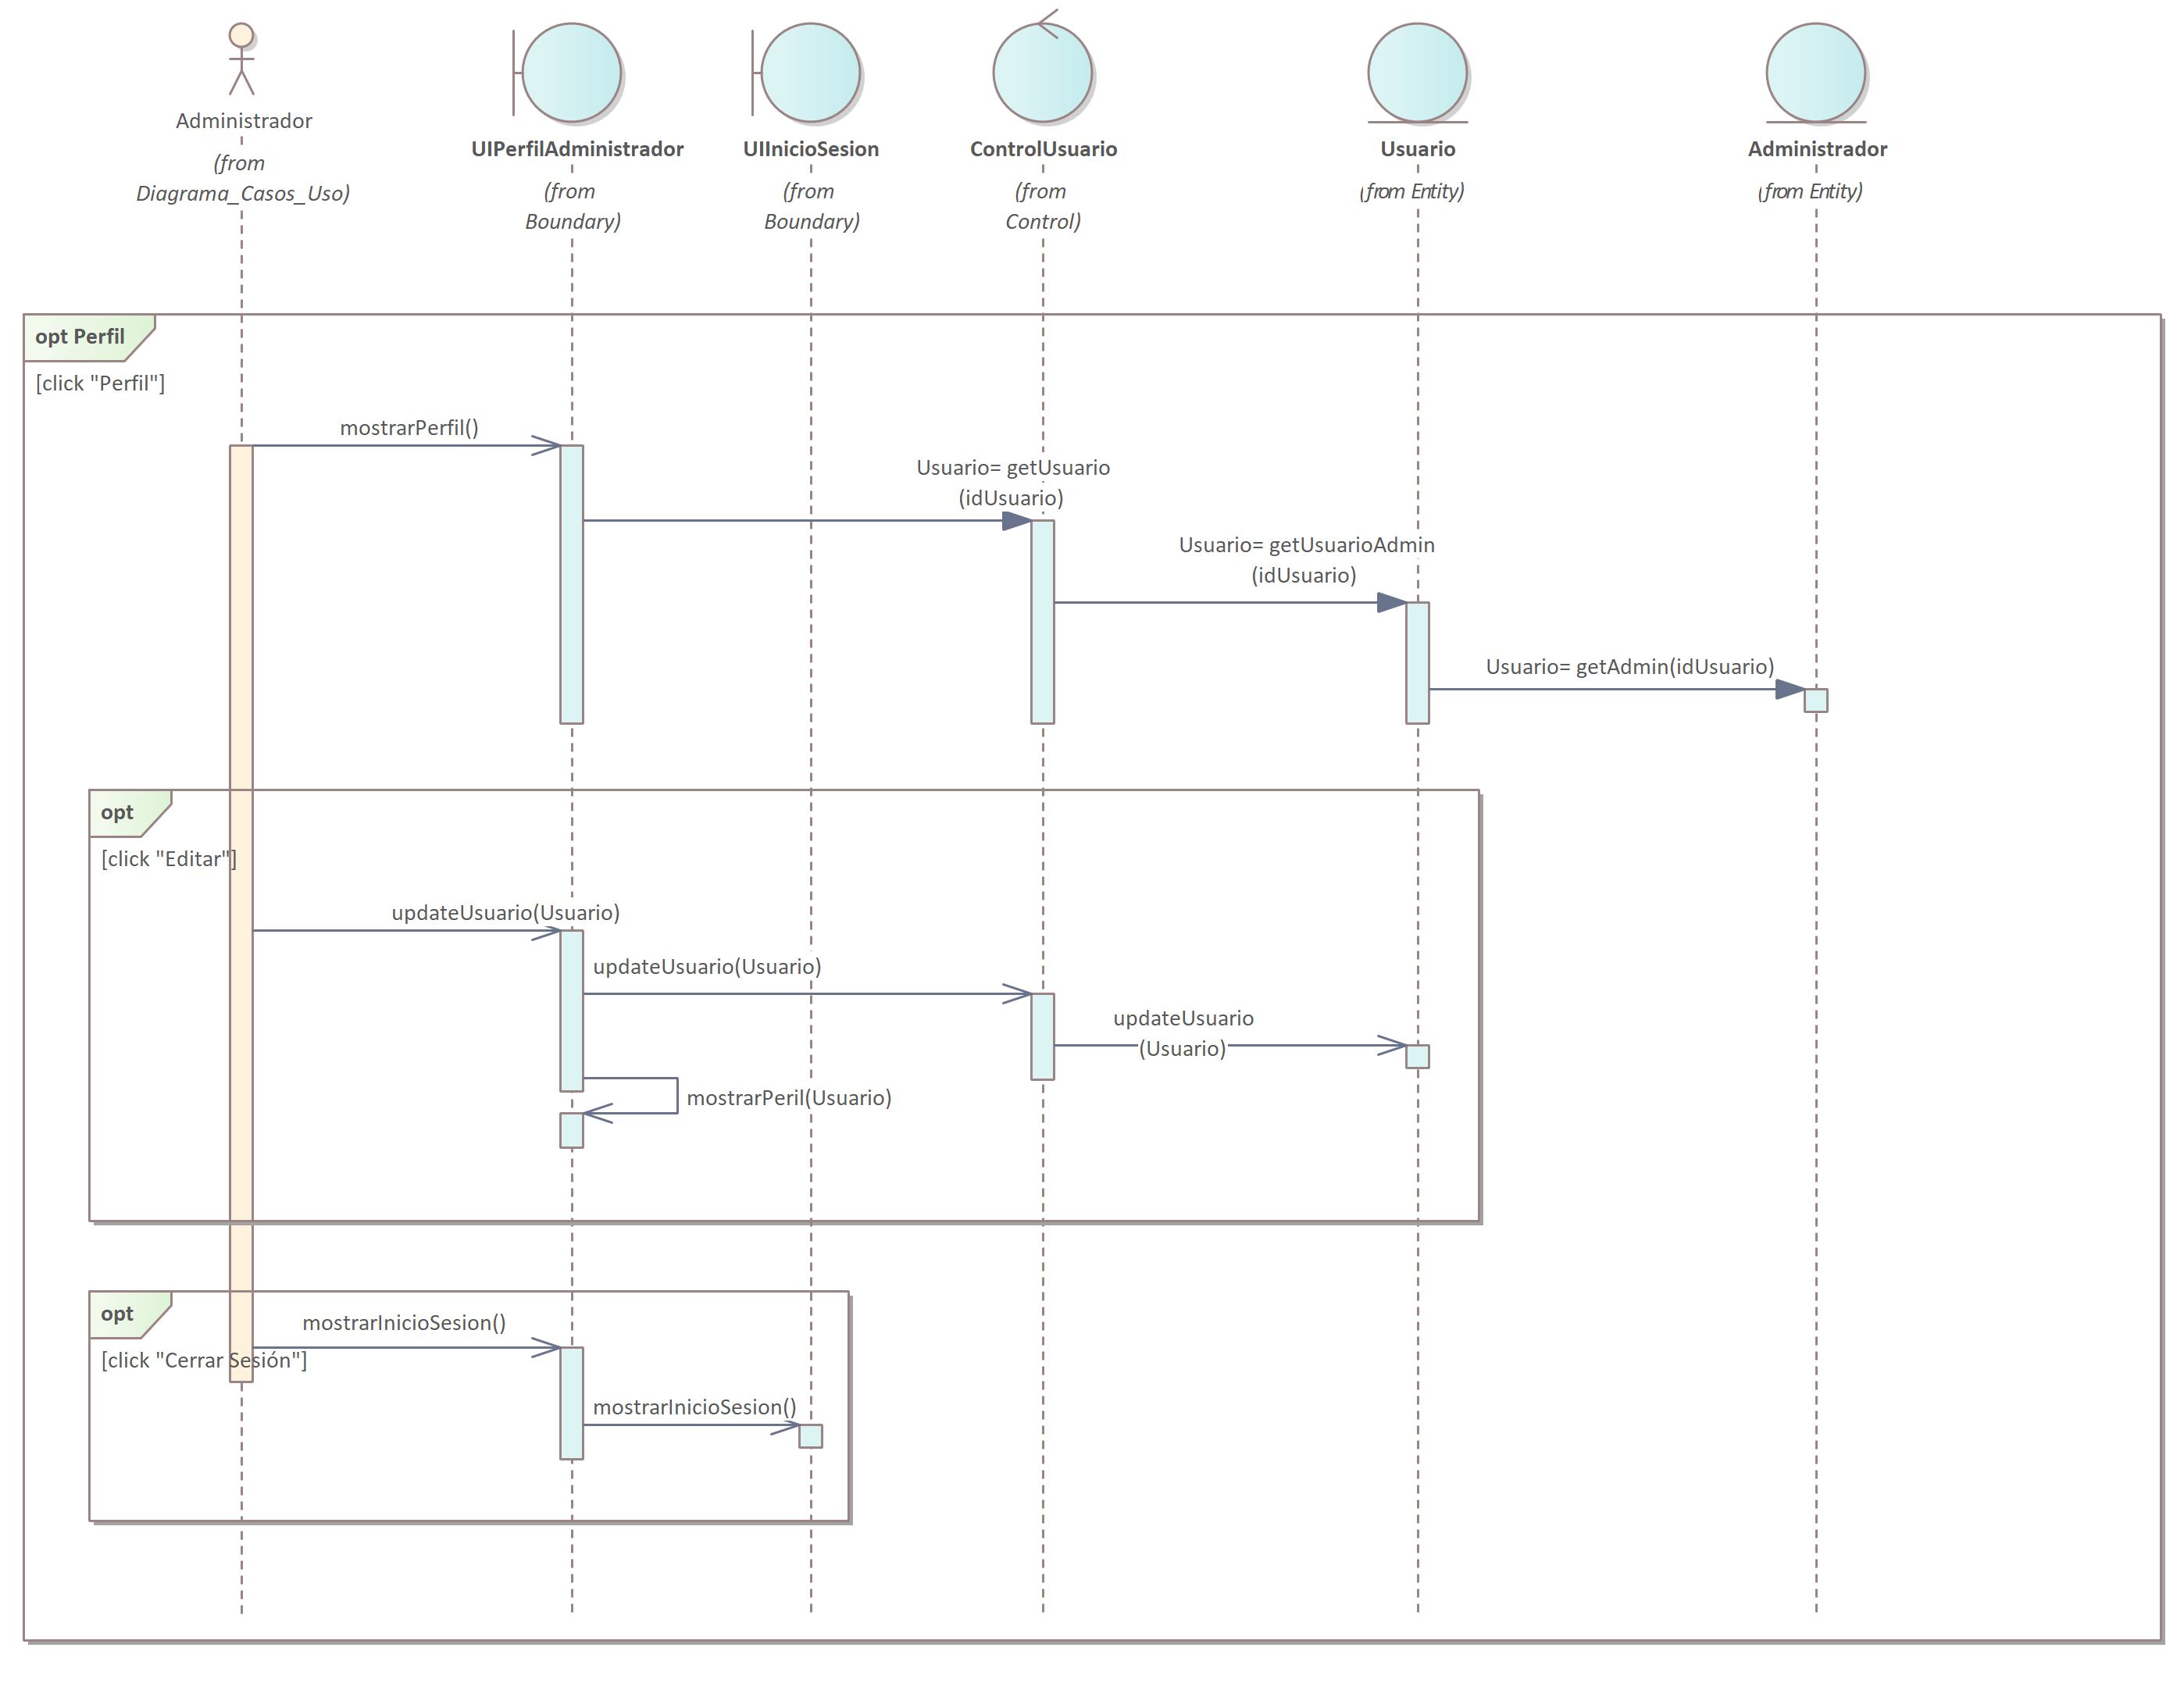 Administrador
(from
Diagrama_Casos_Uso)
UIPerfilAdministrador
(from
Boundary)
UIInicioSesion
(from
Boundary)
ControlUsuario
(from
Control)
Usuario
(from Entity)
Administrador
(from Entity)
opt Perfil
[click "Perfil"]
mostrarPerfil()
Usuario= getUsuario
(idUsuario)
Usuario= getUsuarioAdmin
(idUsuario)
Usuario= getAdmin(idUsuario)
opt
[click "Editar"]
updateUsuario(Usuario)
updateUsuario(Usuario)
updateUsuario
(Usuario)
mostrarPeril(Usuario)
opt
mostrarInicioSesion()
[click "Cerrar Sesión"]
mostrarInicioSesion()